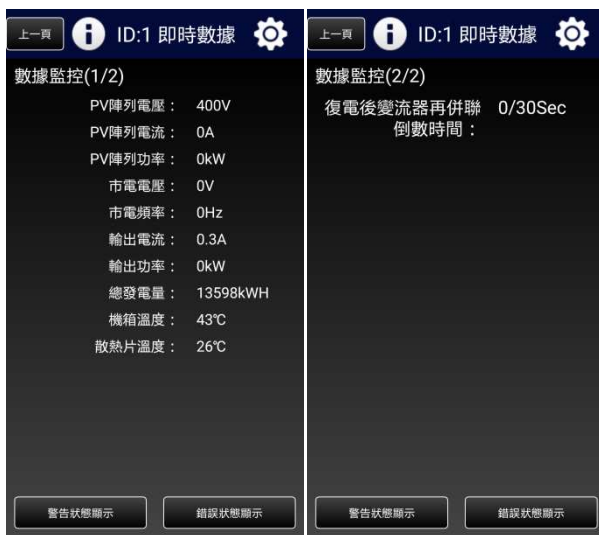 上一頁 ID:1 即時數據
數據監控(1/2)
PV陣列電壓: 400V
PV陣列電流: 0A
PV陣列功率: 0kW
市電電壓: 0V
市電頻率: 0Hz
輸出電流: 0.3A
輸出功率: 0kW
總發電量: 13598kWH
機箱溫度: 43℃
散熱片溫度: 26℃
警告狀態顯示 錯誤狀態顯示
上一頁 ID:1 即時數據
數據監控(2/2)
復電後變流器再併聯 0/30Sec
倒數時間:
警告狀態顯示 錯誤狀態顯示